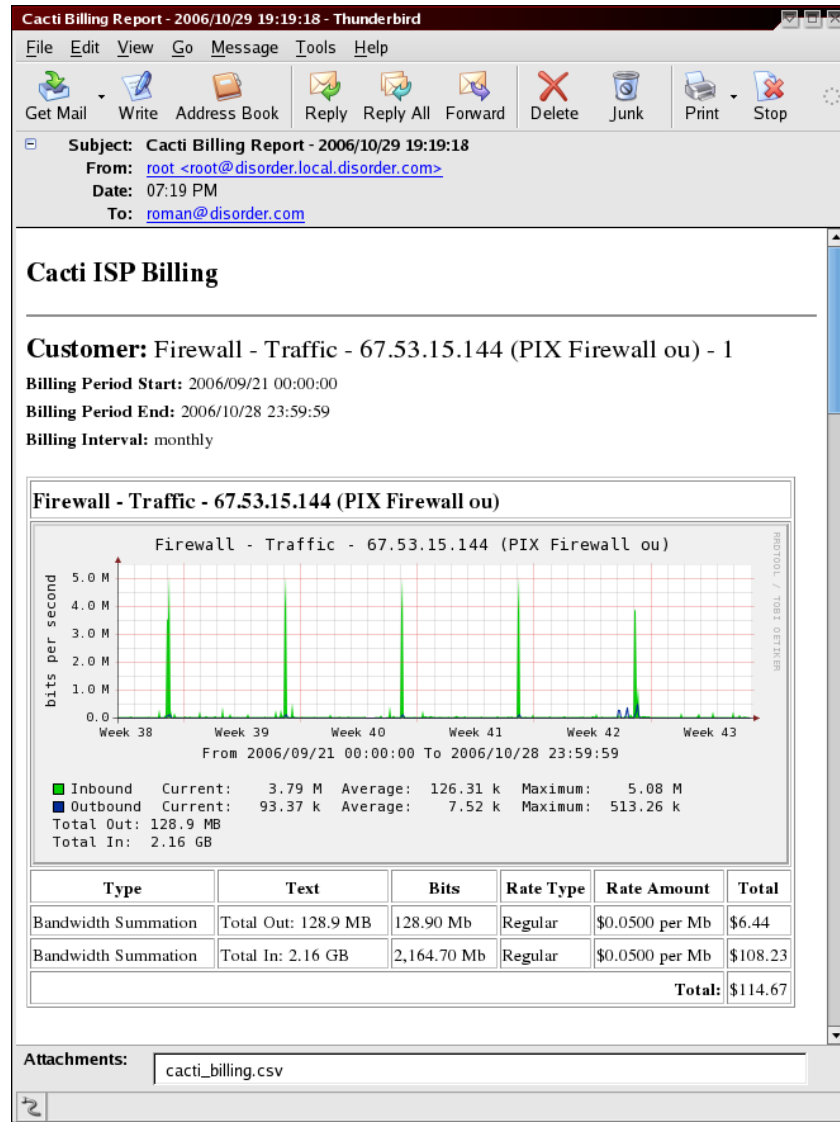 Cacti Billing Report - 2006/10/29 19:19:18 - Thunderbird
File Edit View Go Message Tools Help
Get Mail Write Address Book Reply Reply All Forward Delete Junk Print Stop
Subject: Cacti Billing Report - 2006/10/29 19:19:18
From: root <root@disorder.local.disorder.com>
Date: 07:19 PM
To: roman@disorder.com
Cacti ISP Billing
Customer: Firewall - Traffic - 67.53.15.144 (PIX Firewall ou) - 1
Billing Period Start: 2006/09/21 00:00:00
Billing Period End: 2006/10/28 23:59:59
Billing Interval: monthly
Firewall - Traffic - 67.53.15.144 (PIX Firewall ou)
Firewall - Traffic - 67.53.15.144 (PIX Firewall ou)
RRDTOOL / TOBI OETIKER
bits per second
5.0 M
4.0 M
3.0 M
2.0 M
1.0 M
0.0
Week 38 Week 39 Week 40 Week 41 Week 42 Week 43
From 2006/09/21 00:00:00 To 2006/10/28 23:59:59
Inbound Current: 3.79 M Average: 126.31 k Maximum: 5.08 M
Outbound Current: 93.37 k Average: 7.52 k Maximum: 513.26 k
Total Out: 128.9 MB
Total In: 2.16 GB
Type Text Bits Rate Type Rate Amount Total
Bandwidth Summation Total Out: 128.9 MB 128.90 Mb Regular $0.0500 per Mb $6.44
Bandwidth Summation Total In: 2.16 GB 2,164.70 Mb Regular $0.0500 per Mb $108.23
Total: $114.67
Attachments: cacti_billing.csv